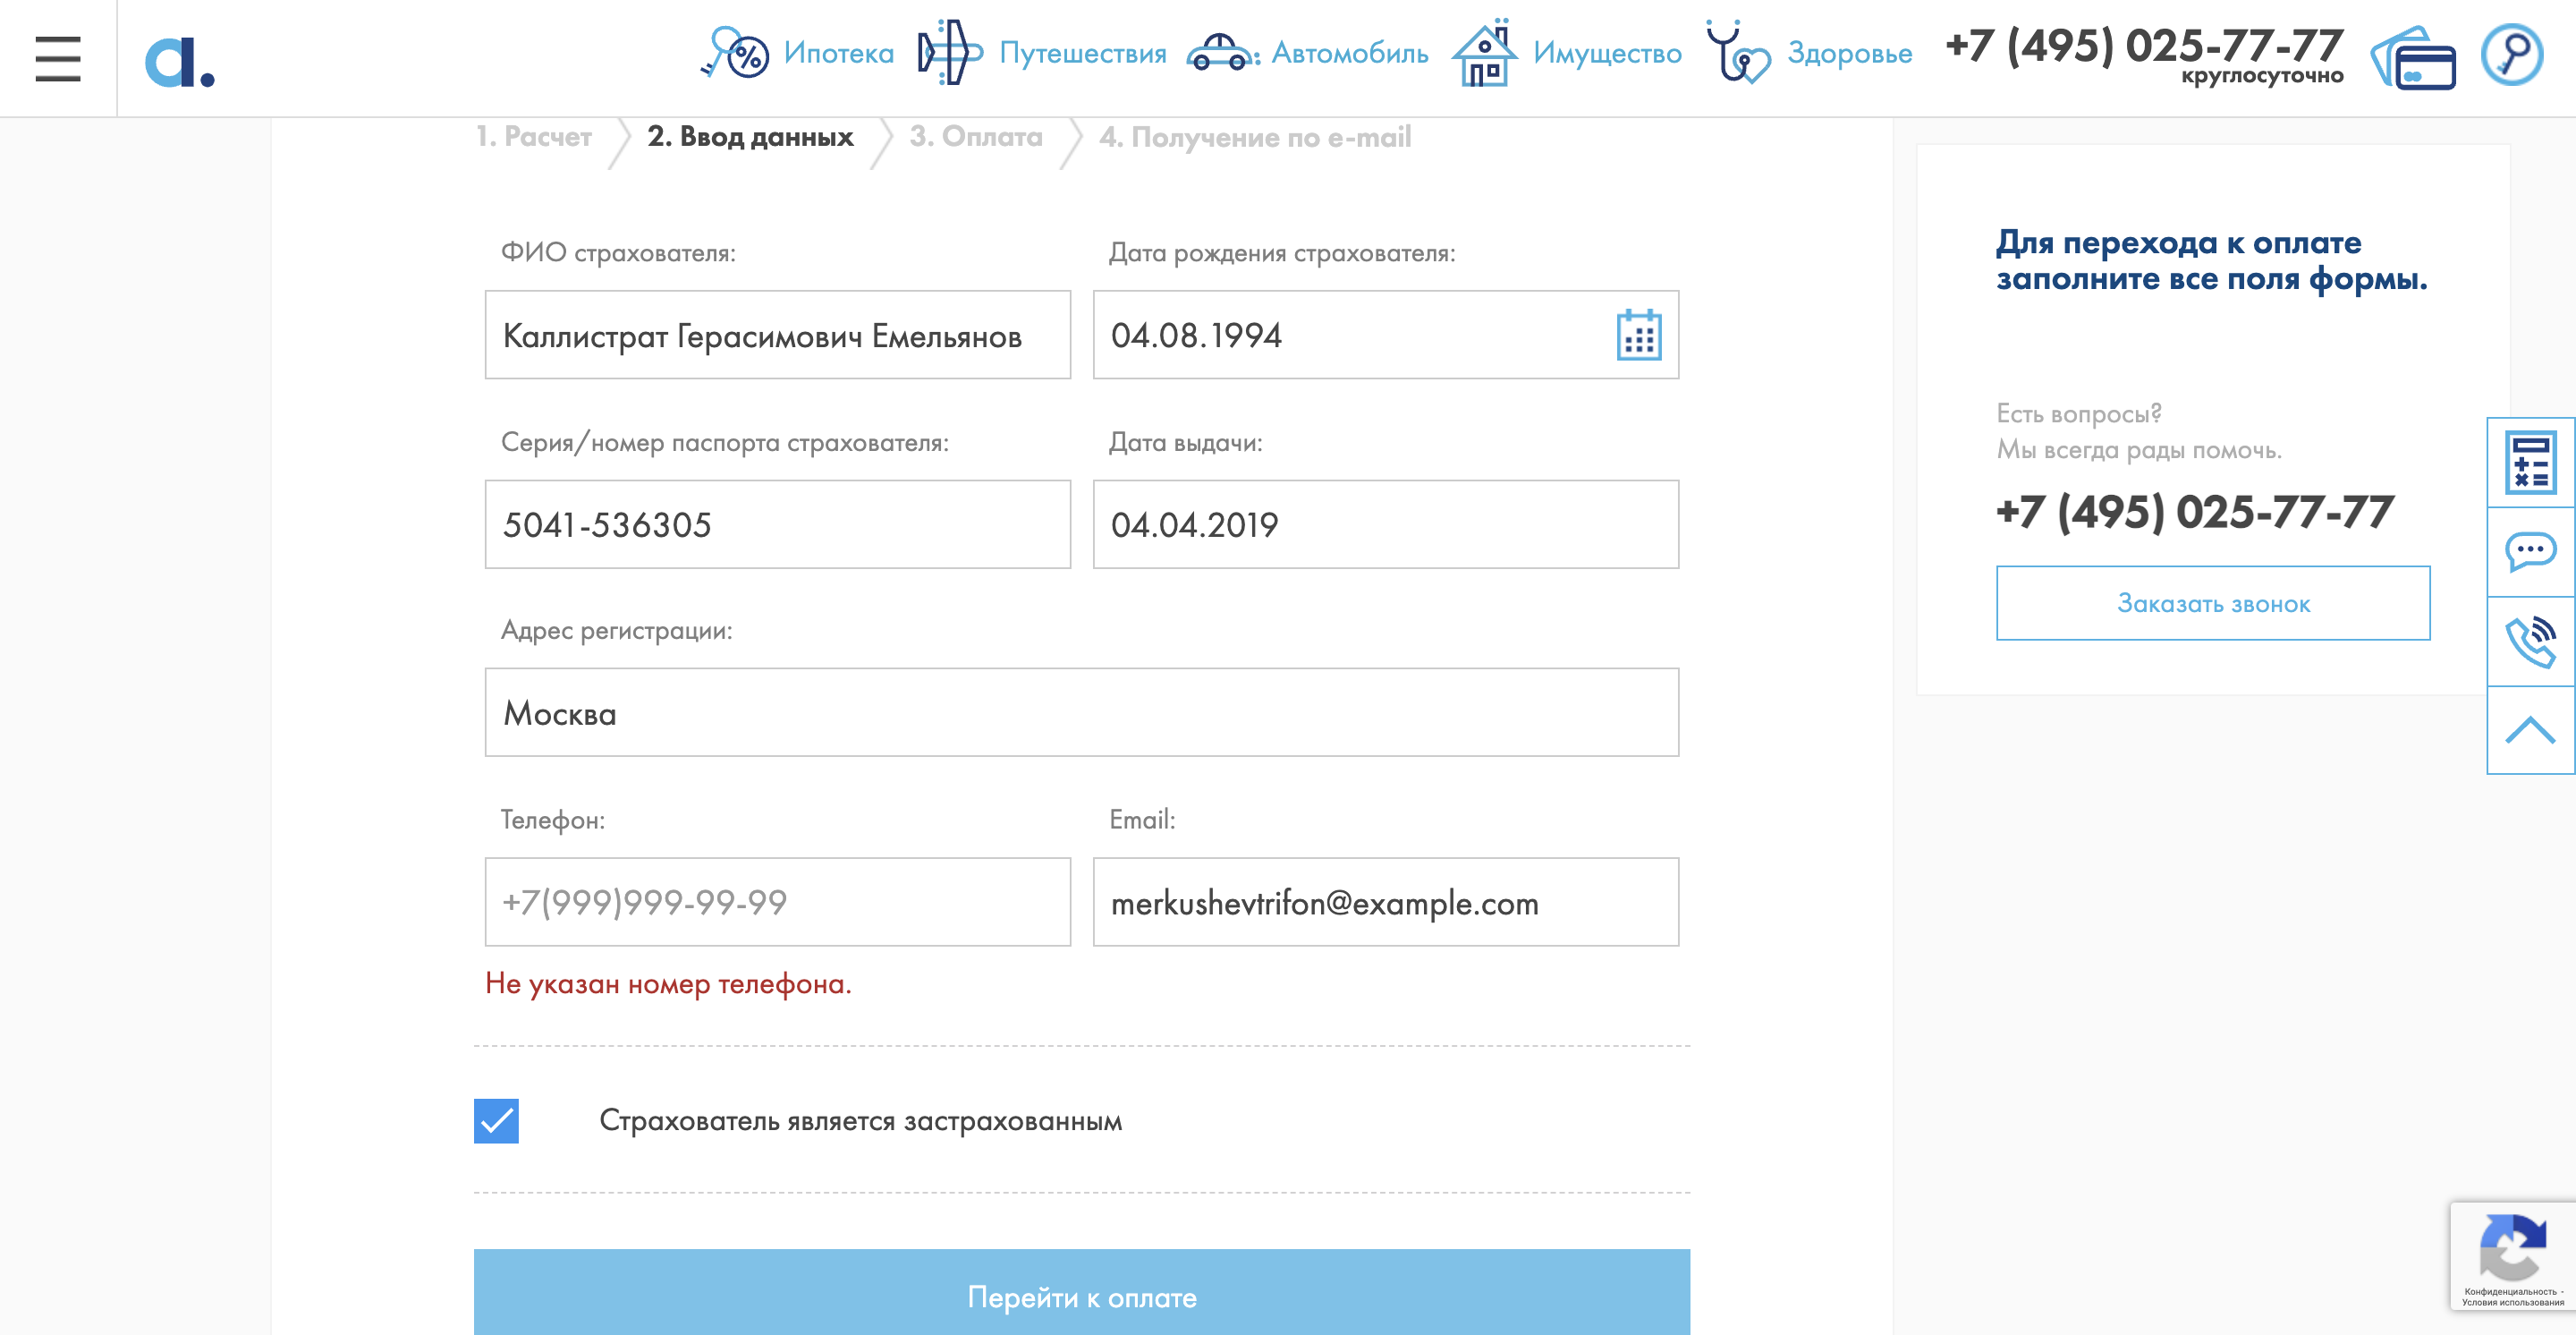 a.
Ипотека
Путешествия
Автомобиль
Имущество
Здоровье
+7 (495) 025-77-77
круглосуточно
1. Расчет
2. Ввод данных
3. Оплата
4. Получение по e-mail
ФИО страхователя:
Дата рождения страхователя:
Каллистрат Герасимович Емельянов
04.08.1994
Серия/номер паспорта страхователя:
Дата выдачи:
5041-536305
04.04.2019
Адрес регистрации:
Москва
Телефон:
Email:
+7(999)999-99-99
merkushevtrifon@example.com
Не указан номер телефона.
Страхователь является застрахованным
Перейти к оплате
Для перехода к оплате
заполните все поля формы.
Есть вопросы?
Мы всегда рады помочь.
+7 (495) 025-77-77
Заказать звонок
Конфиденциальность -
Условия использования